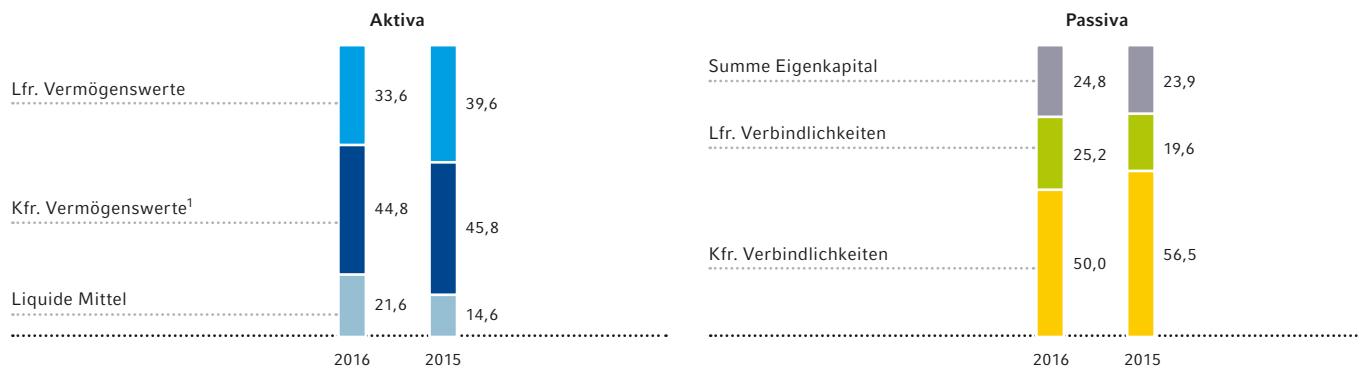 Aktiva
Lfr. Vermögenswerte
33,6
39,6
Kfr. Vermögenswerte1
44,8
45,8
Liquide Mittel
21,6
14,6
2016
2015
Passiva
Summe Eigenkapital
24,8
23,9
Lfr. Verbindlichkeiten
25,2
19,6
Kfr. Verbindlichkeiten
50,0
56,5
2016
2015